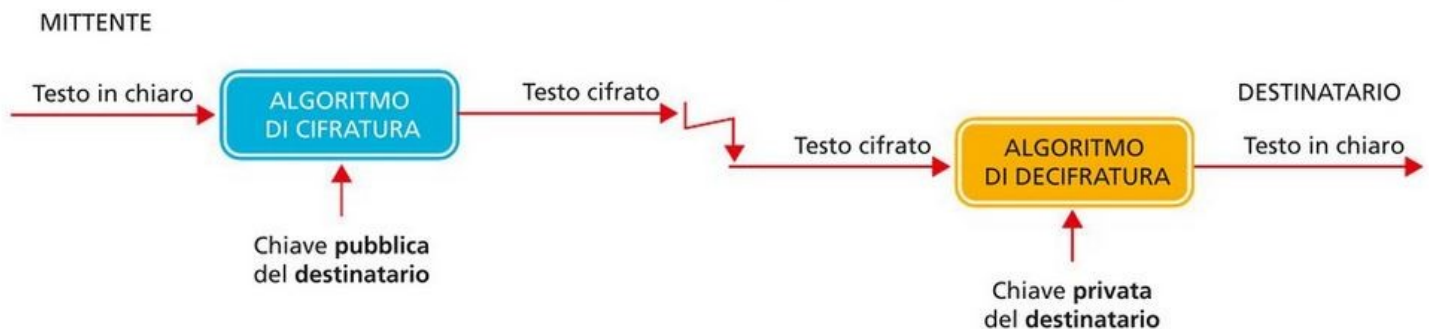 MITTENTE
Testo in chiaro
ALGORITMO
DI CIFRATURA
Testo cifrato
Chiave pubblica
del destinatario
Testo cifrato
ALGORITMO
DI DECIFRATURA
DESTINATARIO
Testo in chiaro
Chiave privata
del destinatario